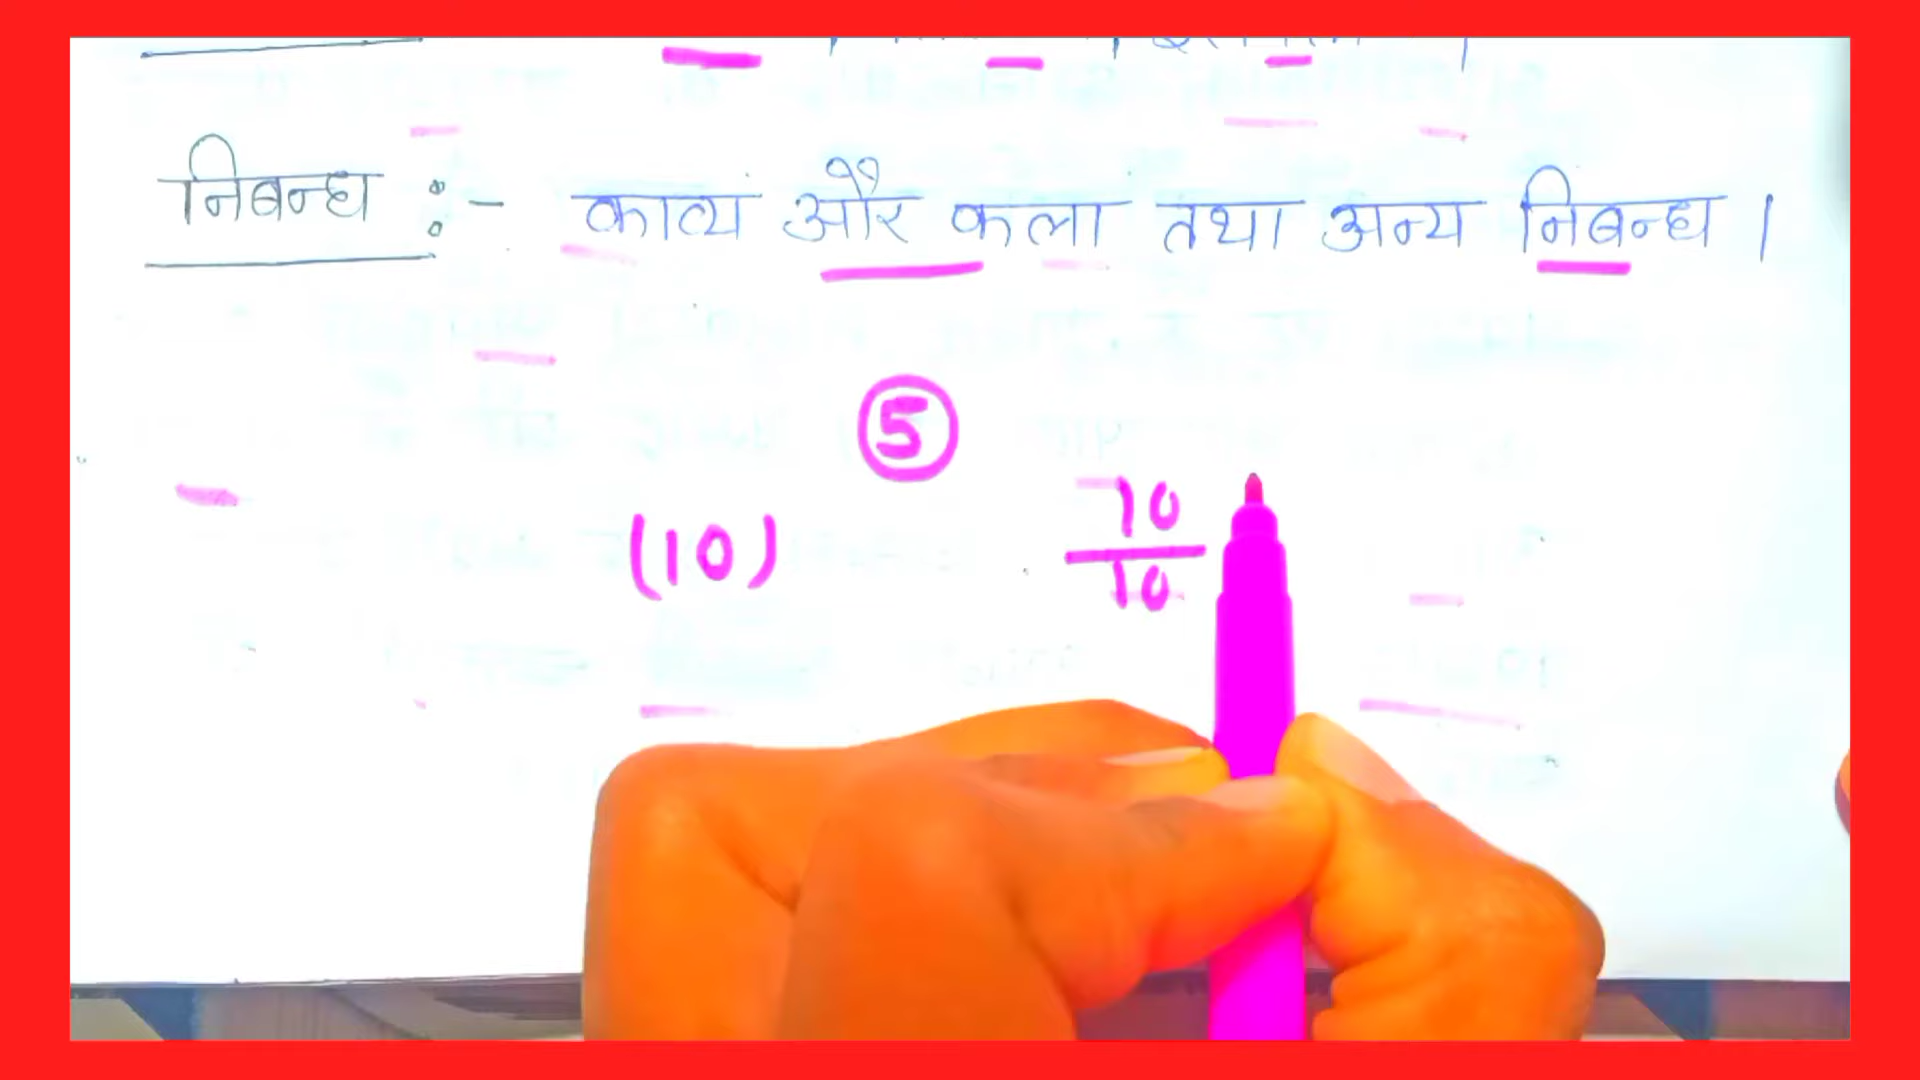 निबन्ध :- काव्य और कला तथा अन्य निबन्ध ।
5
(10)
10
10